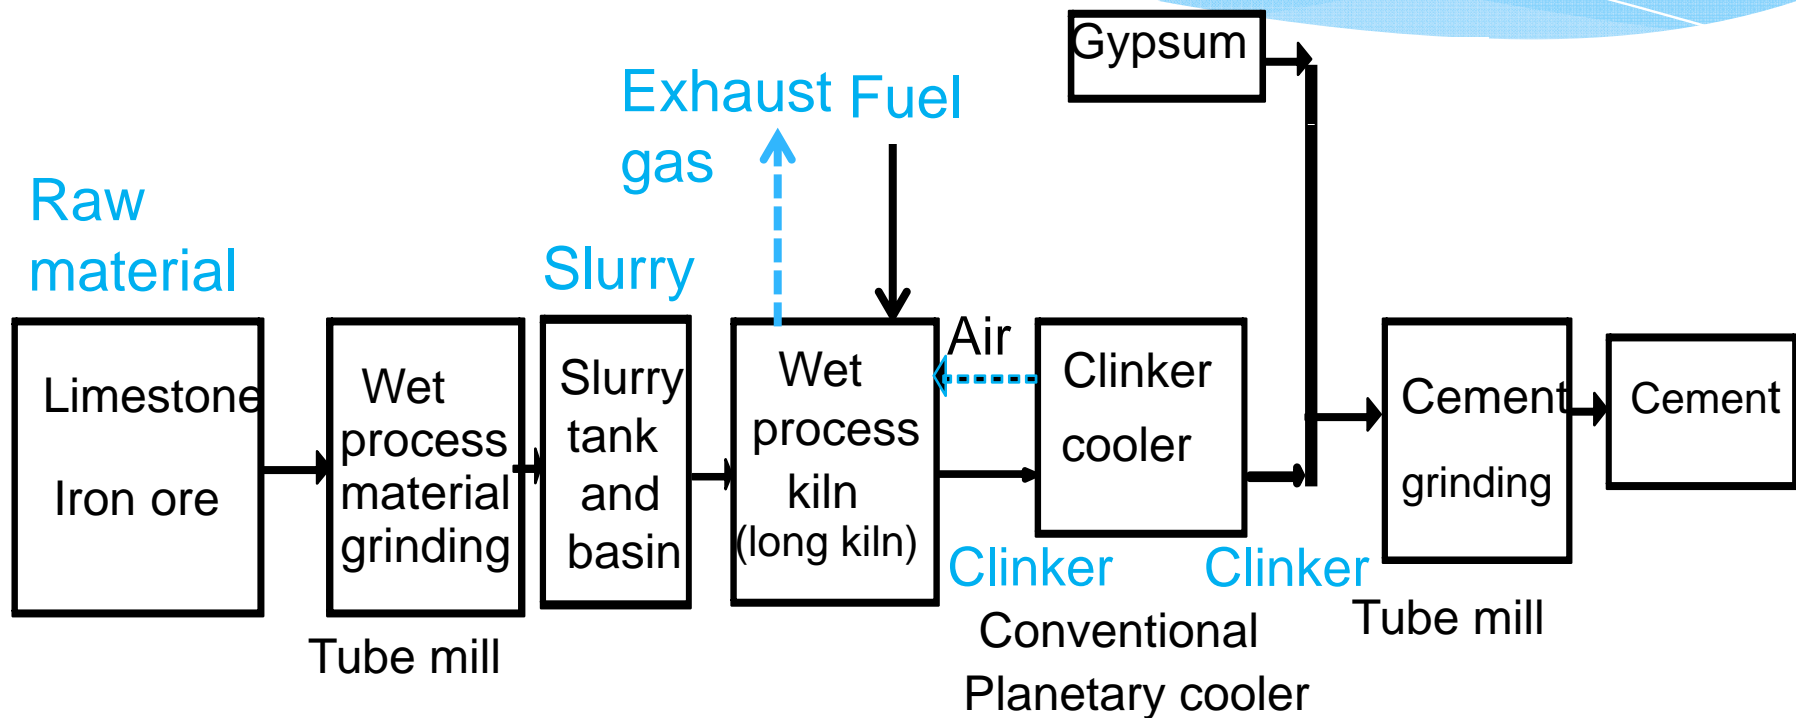 Gypsum
Exhaust
gas
Fuel
Raw
material
Slurry
Limestone
Iron ore
Wet
process
material
grinding
Tube mill
Slurry
tank
and
basin
Wet
process
kiln
(long kiln)
Air
Clinker
cooler
Clinker
Clinker
Conventional
Planetary cooler
Cement
grinding
Tube mill
Cement